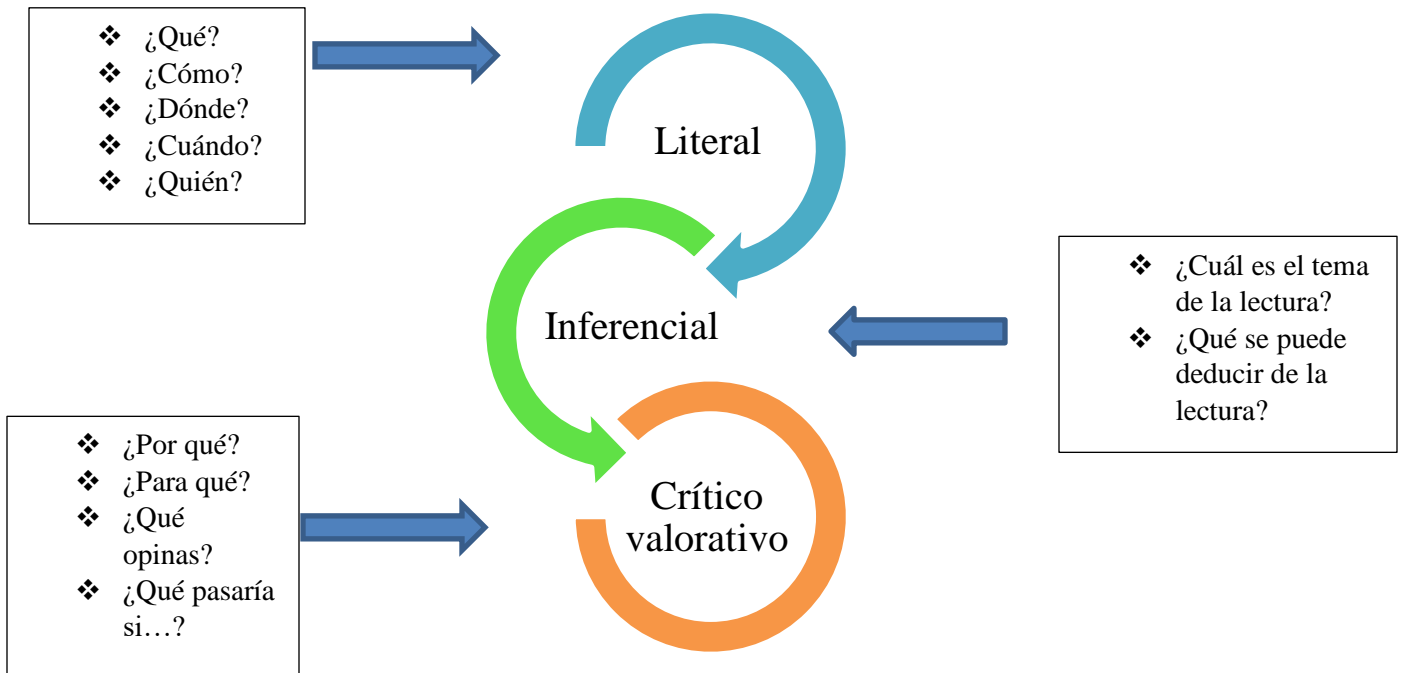 ❖ ¿Qué?
❖ ¿Cómo?
❖ ¿Dónde?
❖ ¿Cuándo?
❖ ¿Quién?
Literal
Inferencial
❖ ¿Cuál es el tema
de la lectura?
❖ ¿Qué se puede
deducir de la
lectura?
❖ ¿Por qué?
❖ ¿Para qué?
❖ ¿Qué
opinas?
❖ ¿Qué pasaría
si…?
Crítico
valorativo